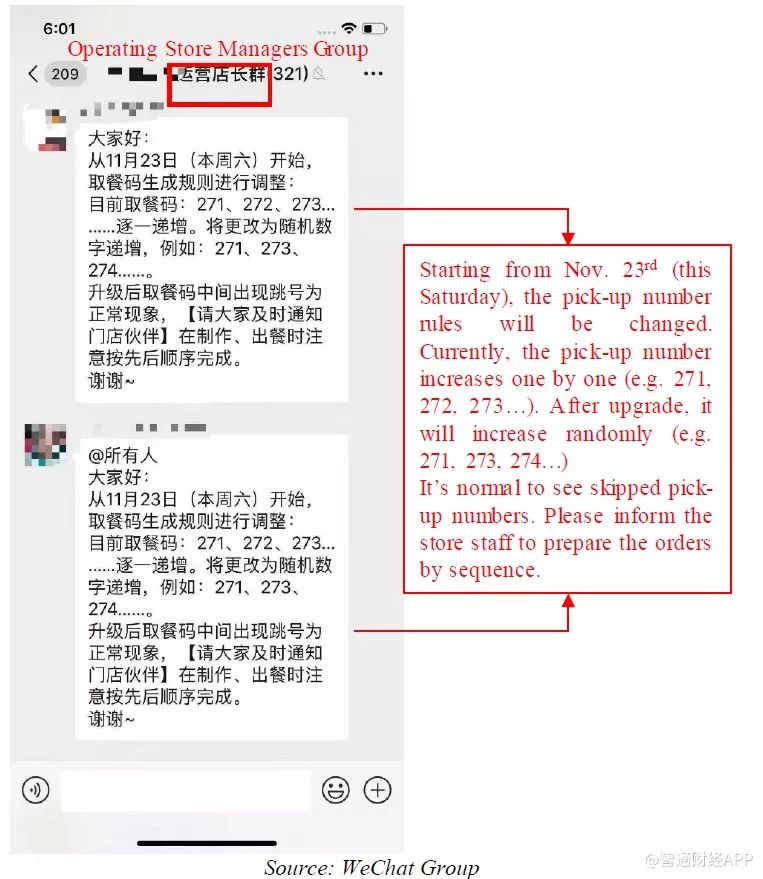 6:01
Operating Store Managers Group
209
运营店长群(321)
大家好：
从11月23日（本周六）开始，
取餐码生成规则进行调整：
目前取餐码：271、272、273...
......逐一递增。将更改为随机数
字递增，例如：271、273、
274......。
升级后取餐码中间出现跳号为
正常现象，【请大家及时通知
门店伙伴】在制作、出餐时注
意按先后顺序完成。
谢谢~
Starting from Nov. 23rd (this
Saturday), the pick-up number
rules will be changed.
Currently, the pick-up number
increases one by one (e.g. 271,
272, 273…). After upgrade, it
will increase randomly (e.g.
271, 273, 274…)
It's normal to see skipped pick-
up numbers. Please inform the
store staff to prepare the orders
by sequence.
@所有人
大家好：
从11月23日（本周六）开始，
取餐码生成规则进行调整：
目前取餐码：271、272、273...
......逐一递增。将更改为随机数
字递增，例如：271、273、
274......。
升级后取餐码中间出现跳号为
正常现象，【请大家及时通知
门店伙伴】在制作、出餐时注
意按先后顺序完成。
谢谢~
@智通财经APP
Source: WeChat Group